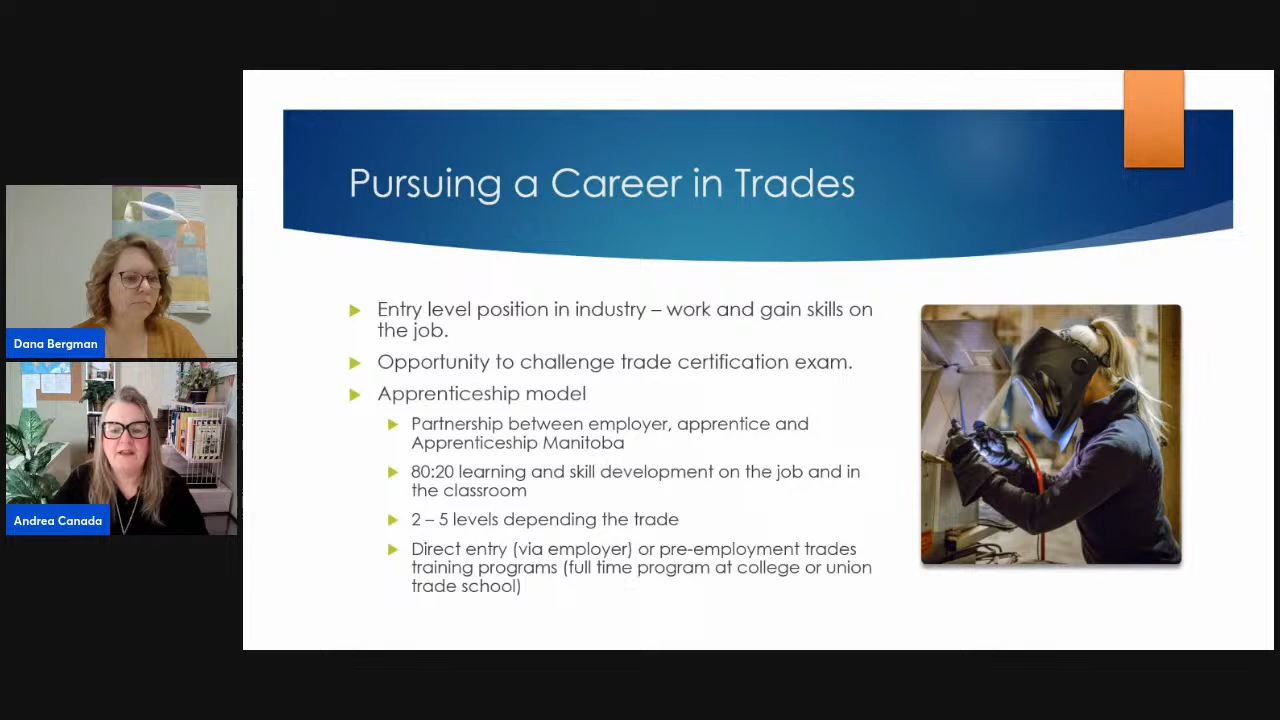 Pursuing a Career in Trades
Entry level position in industry – work and gain skills on
the job.
Opportunity to challenge trade certification exam.
Apprenticeship model
Partnership between employer, apprentice and
Apprenticeship Manitoba
80:20 learning and skill development on the job and in
the classroom
2 – 5 levels depending the trade
Direct entry (via employer) or pre-employment trades
training programs (full time program at college or union
trade school)
Dana Bergman
Andrea Canada